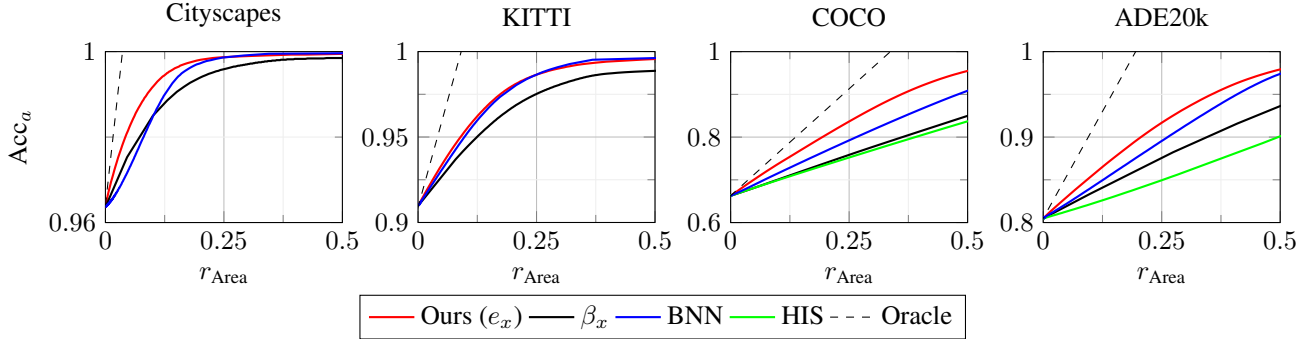 Cityscapes KITTI COCO ADE20k
1 1 1 1
0.95 0.8 0.9
0.96 0.9 0.6 0.8
Acc_a
0 0.25 0.5 0 0.25 0.5 0 0.25 0.5 0 0.25 0.5
r_Area r_Area r_Area r_Area
Ours (e_x) β_x BNN HIS Oracle